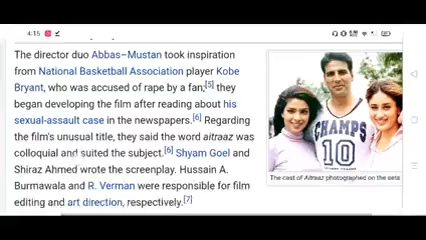 4:15
The director duo Abbas–Mustan took inspiration
from National Basketball Association player Kobe
Bryant, who was accused of rape by a fan;[5] they
began developing the film after reading about his
sexual-assault case in the newspapers.[6] Regarding
the film's unusual title, they said the word aitraaz was
colloquial and suited the subject.[6] Shyam Goel and
Shiraz Ahmed wrote the screenplay. Hussain A.
Burmawala and R. Verman were responsible for film
editing and art direction, respectively.[7]
CHAMPS
10
The cast of Aitraaz photographed on the sets